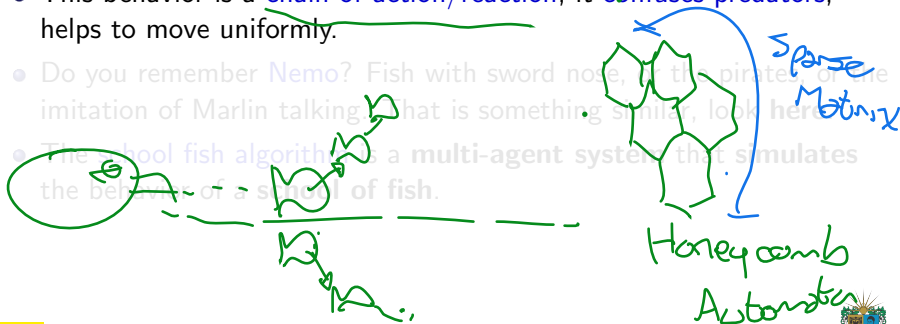 This behavior is a chain of action/reaction, it confuses predators,
helps to move uniformly.
Do you remember Nemo? Fish with sword nose, or the pirates, or the
imitation of Marlin talking. That is something similar, look here
The school fish algorithm is a multi-agent system that simulates
the behavior of a school of fish.
Sparse
Matrix
Honeycomb
Automaton